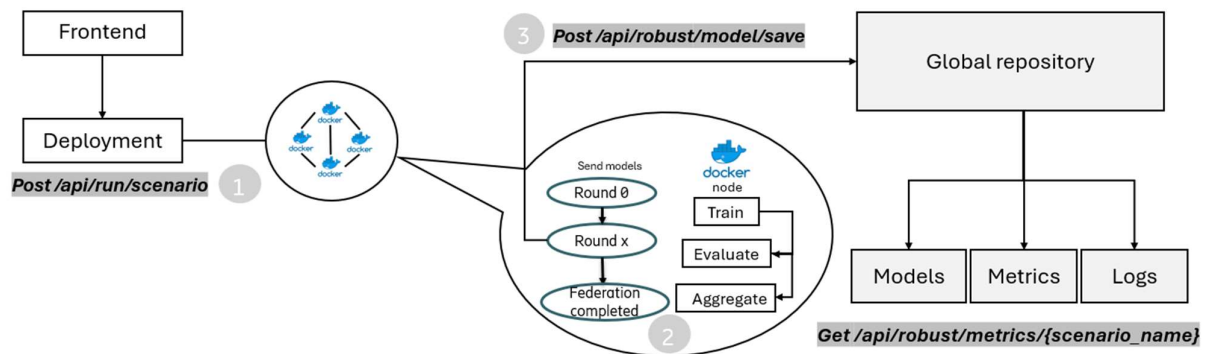 Frontend
Deployment
Post /api/run/scenario
1
docker
docker
docker
docker
3
Post /api/robust/model/save
Global repository
Send models
Round 0
Round x
Federation
completed
2
docker
node
Train
Evaluate
Aggregate
Models
Metrics
Logs
Get /api/robust/metrics/{scenario_name}